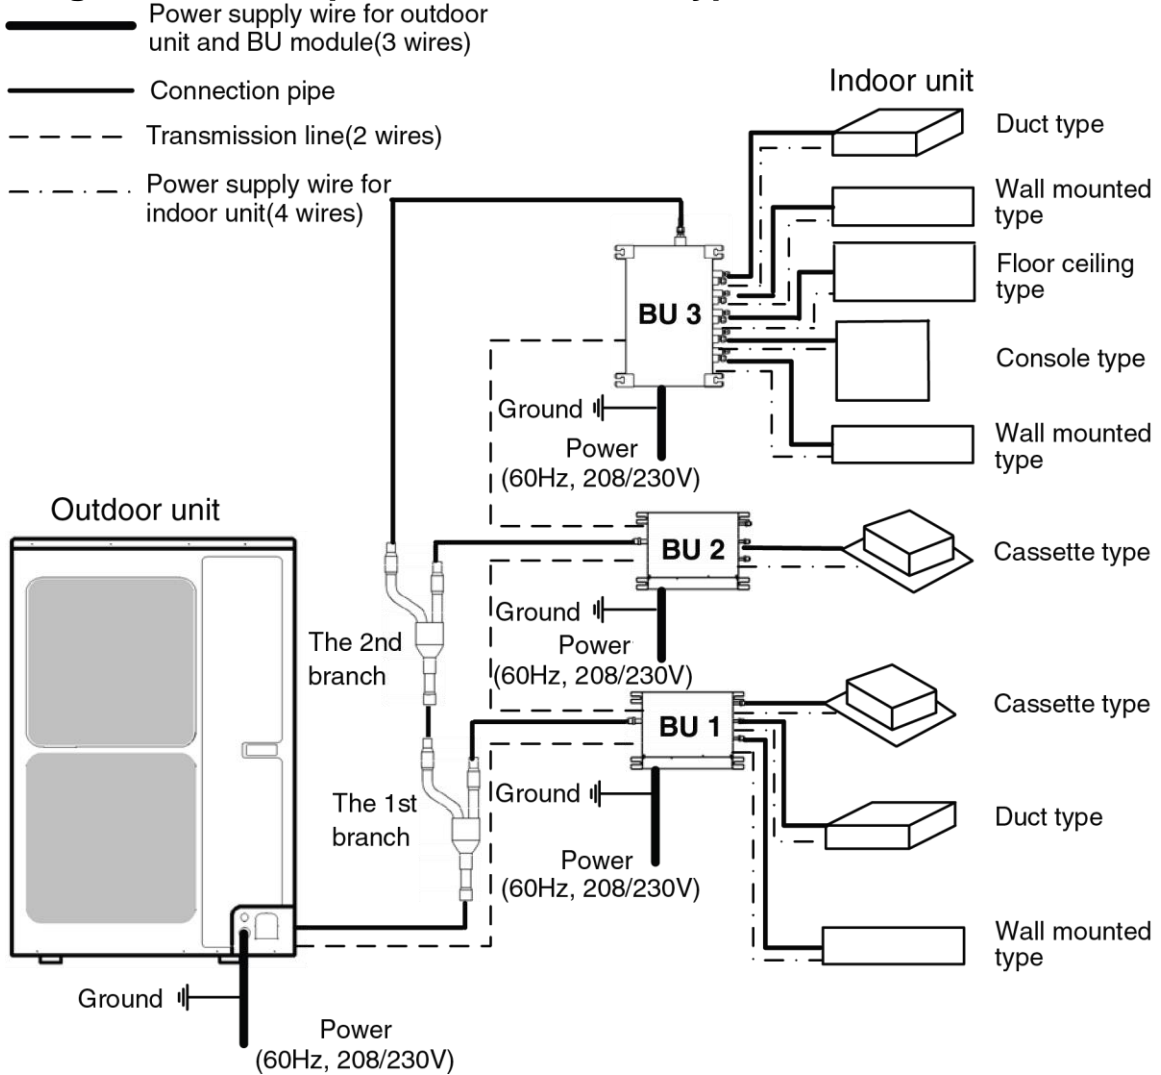 Power supply wire for outdoor
unit and BU module(3 wires)
Connection pipe
Transmission line(2 wires)
Power supply wire for
indoor unit(4 wires)
Indoor unit
Duct type
Wall mounted
type
Floor ceiling
type
BU 3
Console type
Ground
Wall mounted
type
Power
(60Hz, 208/230V)
Outdoor unit
BU 2
Cassette type
Ground
The 2nd
branch
Power
(60Hz, 208/230V)
Cassette type
BU 1
Ground
The 1st
branch
Duct type
Power
(60Hz, 208/230V)
Wall mounted
type
Ground
Power
(60Hz, 208/230V)